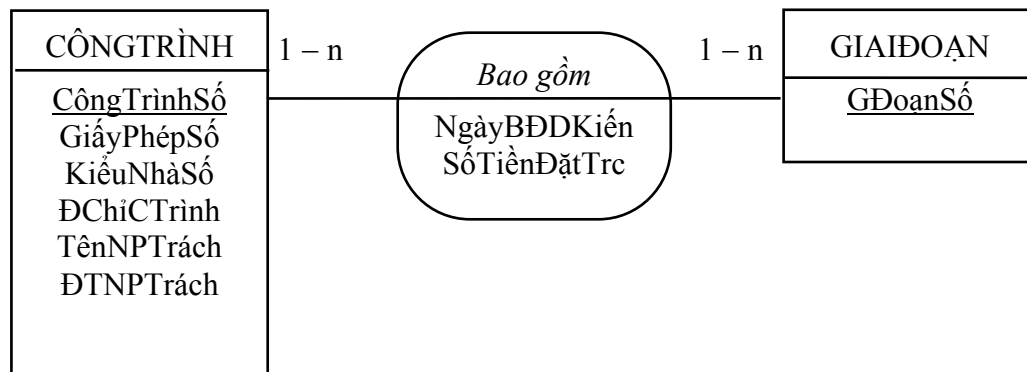 CÔNGTRÌNH
CôngTrìnhSố
GiấyPhépSố
KiểuNhàSố
ĐChỉCTrình
TênNPTrách
ĐTNPTrách
1 – n
Bao gồm
NgàyBĐDKiến
SốTiềnĐặtTrc
1 – n
GIAIĐOẠN
GĐoạnSố